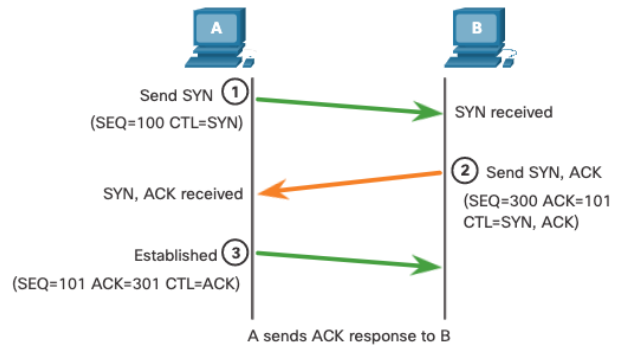 A
B
Send SYN 1
(SEQ=100 CTL=SYN)
SYN received
2 Send SYN, ACK
(SEQ=300 ACK=101
CTL=SYN, ACK)
SYN, ACK received
Established 3
(SEQ=101 ACK=301 CTL=ACK)
A sends ACK response to B